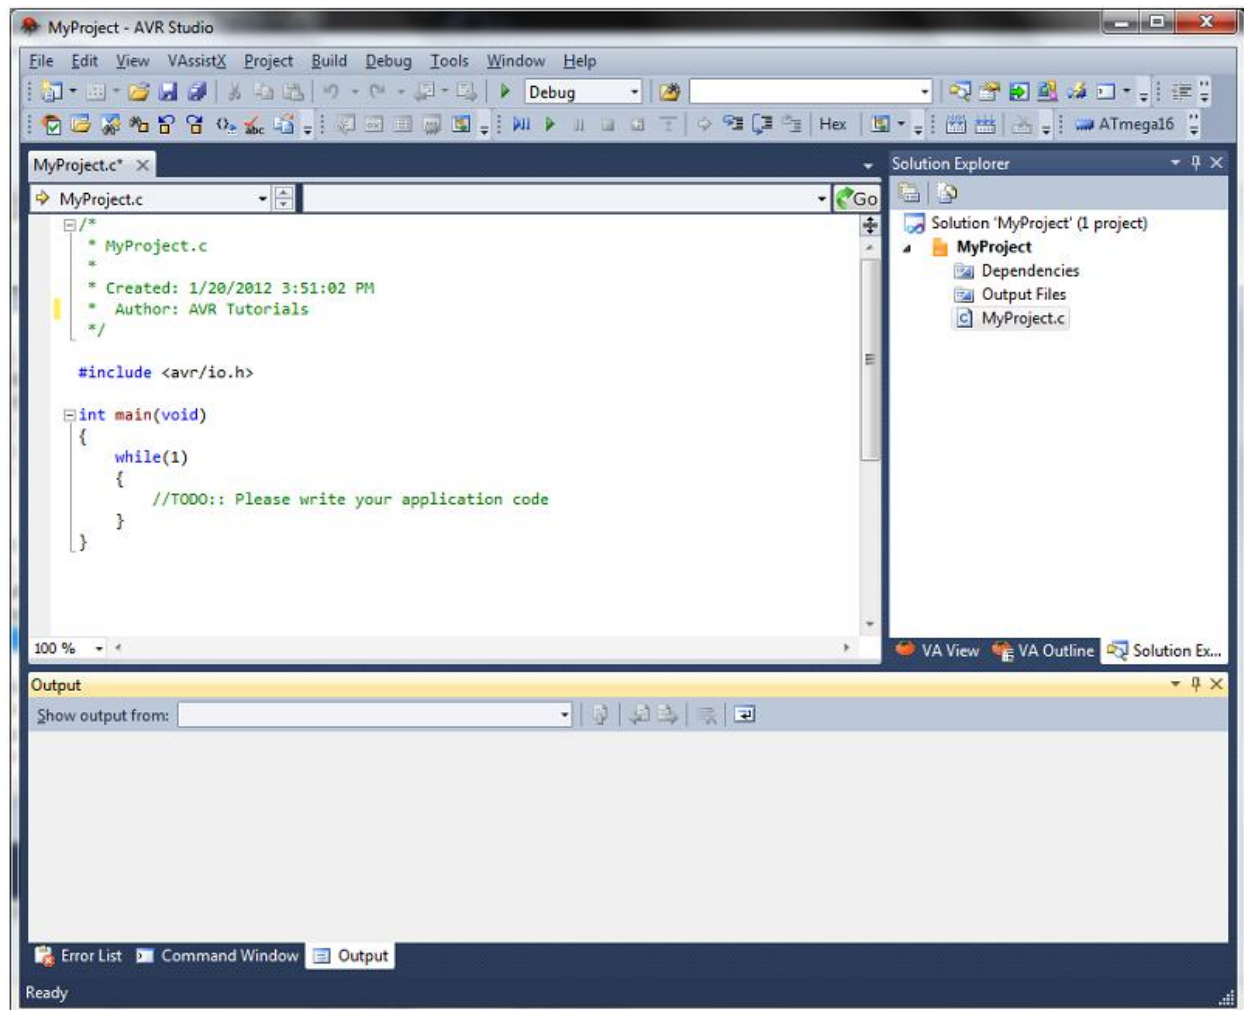 MyProject - AVR Studio
File Edit View VAssistX Project Build Debug Tools Window Help
Debug
Hex ATmega16
MyProject.c* Solution Explorer
MyProject.c Go
/*
* MyProject.c
*
* Created: 1/20/2012 3:51:02 PM
* Author: AVR Tutorials
*/
#include <avr/io.h>
int main(void)
{
while(1)
{
//TODO:: Please write your application code
}
}
100 %
Solution 'MyProject' (1 project)
MyProject
Dependencies
Output Files
MyProject.c
VA View VA Outline Solution Ex...
Output
Show output from:
Error List Command Window Output
Ready